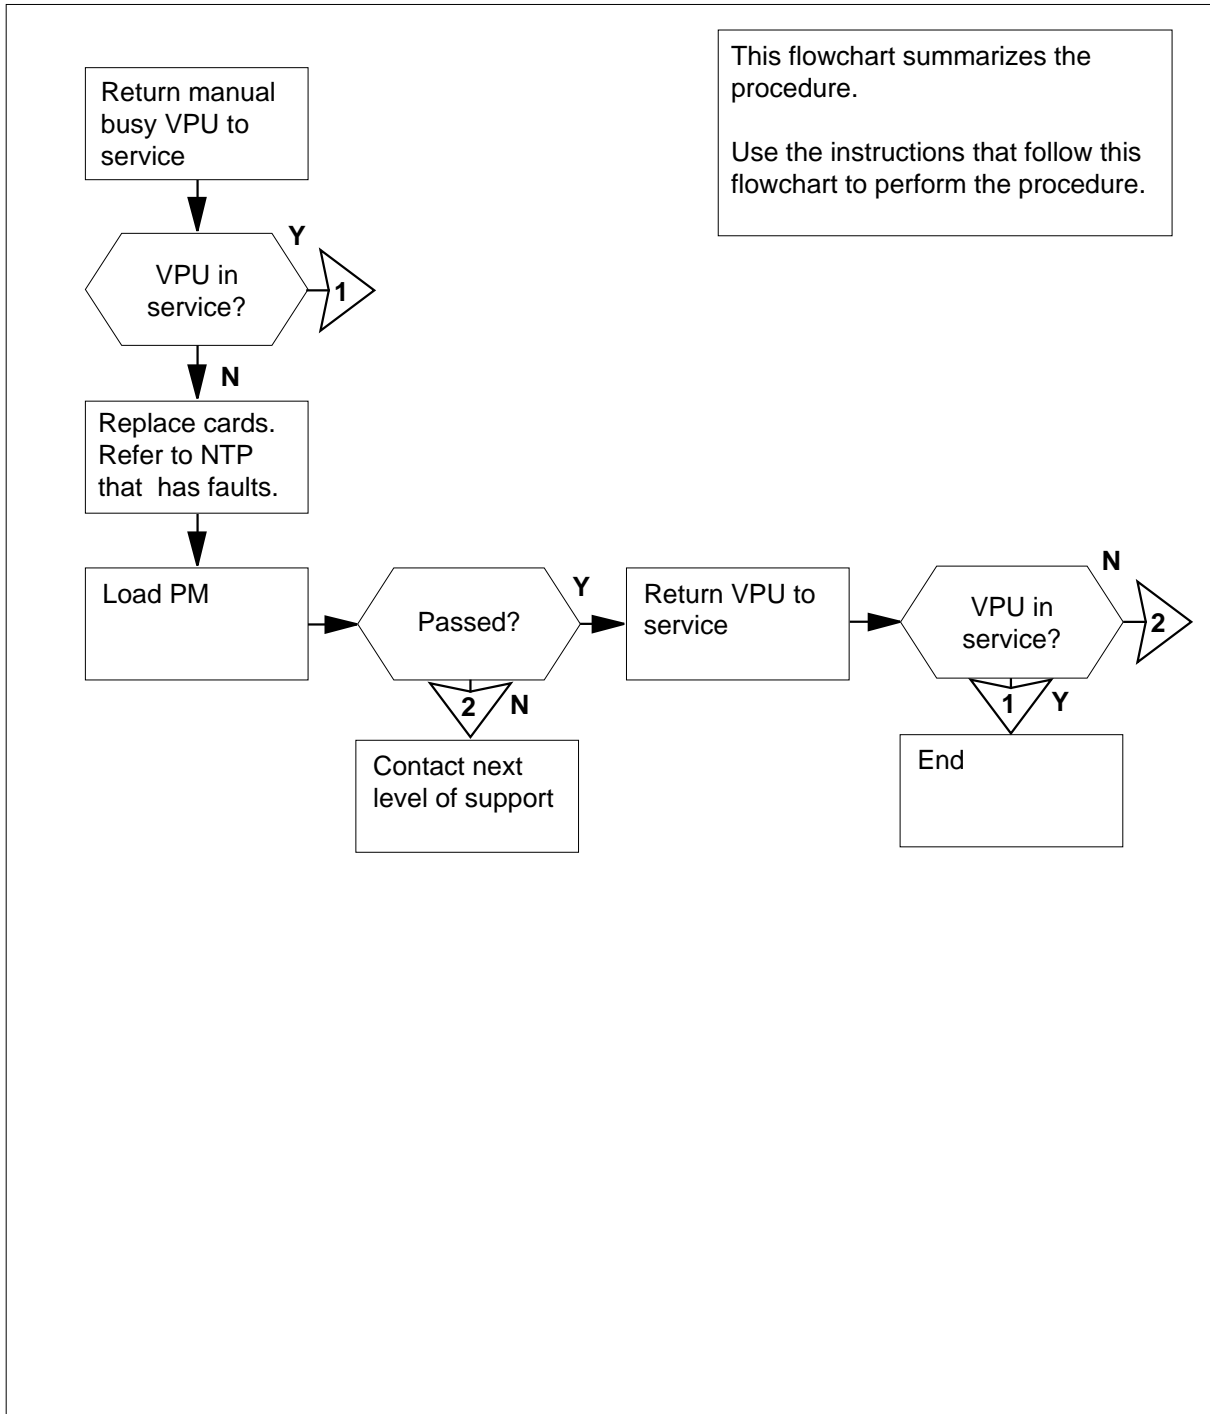 This flowchart summarizes the
procedure.
Use the instructions that follow this
flowchart to perform the procedure.
Return manual
busy VPU to
service
VPU in
service?
Y
1
N
Replace cards.
Refer to NTP
that has faults.
Load PM
Passed?
Y
2
N
Contact next
level of support
Return VPU to
service
VPU in
service?
N
2
1
Y
End